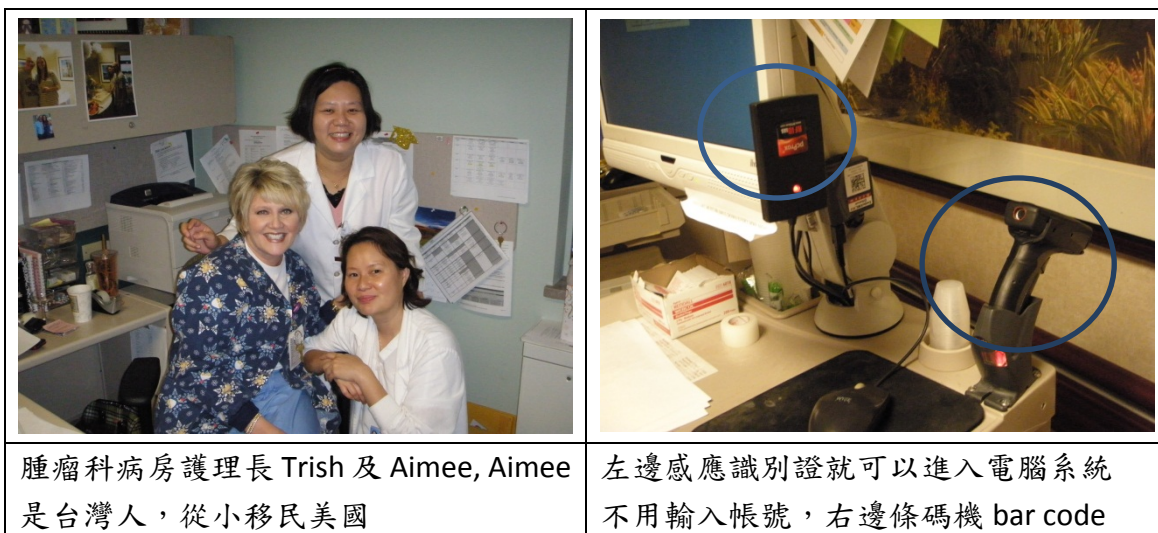 腫瘤科病房護理長 Trish 及 Aimee, Aimee
是台灣人，從小移民美國
左邊感應識別證就可以進入電腦系統
不用輸入帳號，右邊條碼機 bar code